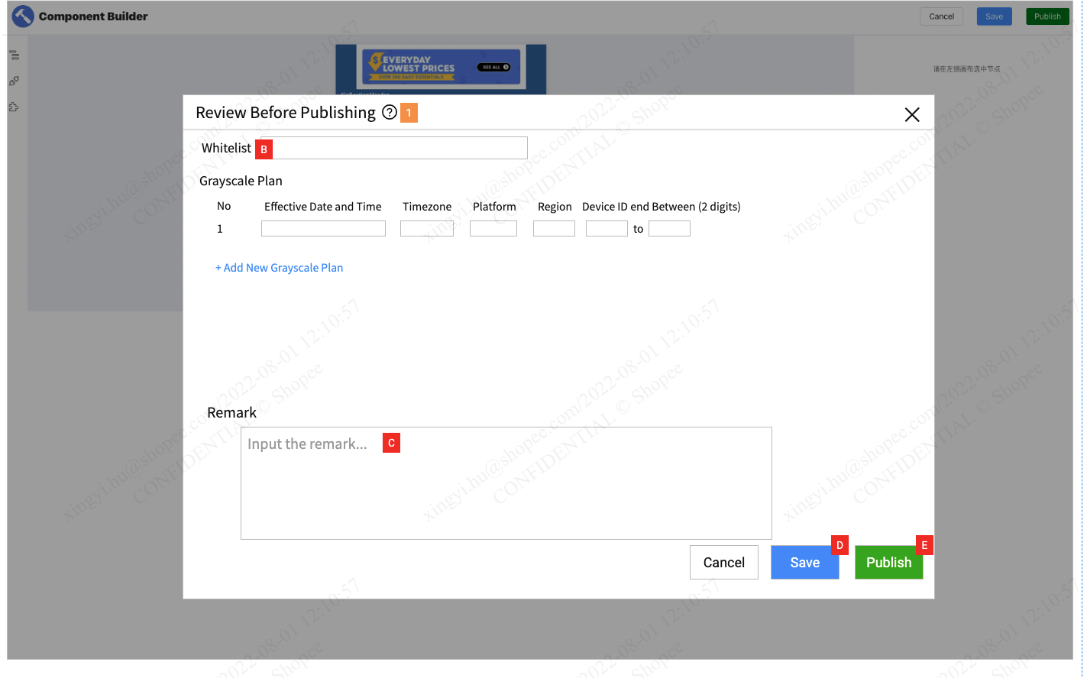 Component Builder
Cancel
Save
Publish
EVERYDAY
LOWEST PRICES
SEE ALL
请在左侧画布选中节点
Review Before Publishing ? 1
Whitelist B
Grayscale Plan
No Effective Date and Time Timezone Platform Region Device ID end Between (2 digits)
1 to
+ Add New Grayscale Plan
Remark
Input the remark... C
Cancel
Save D
Publish E
xingyi.hu@shopee.com/2022-08-01 12:10:57
CONFIDENTIAL © Shopee